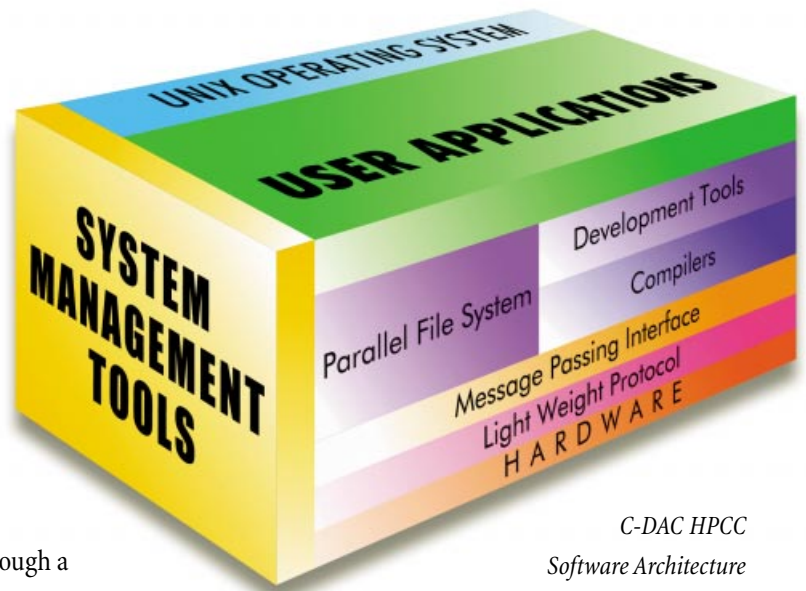 UNIX OPERATING SYSTEM
USER APPLICATIONS
SYSTEM
MANAGEMENT
TOOLS
Parallel File System
Development Tools
Compilers
Message Passing Interface
Light Weight Protocol
HARDWARE
C-DAC HPCC
Software Architecture
ough a